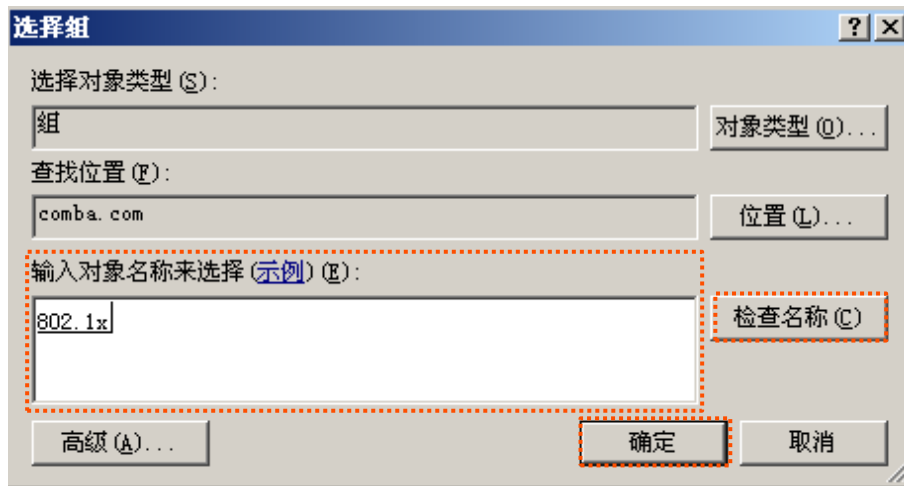 选择组
选择对象类型(S):
组
对象类型(O)...
查找位置(F):
comba.com
位置(L)...
输入对象名称来选择(示例)(E):
802.1x
检查名称(C)
高级(A)...
确定
取消